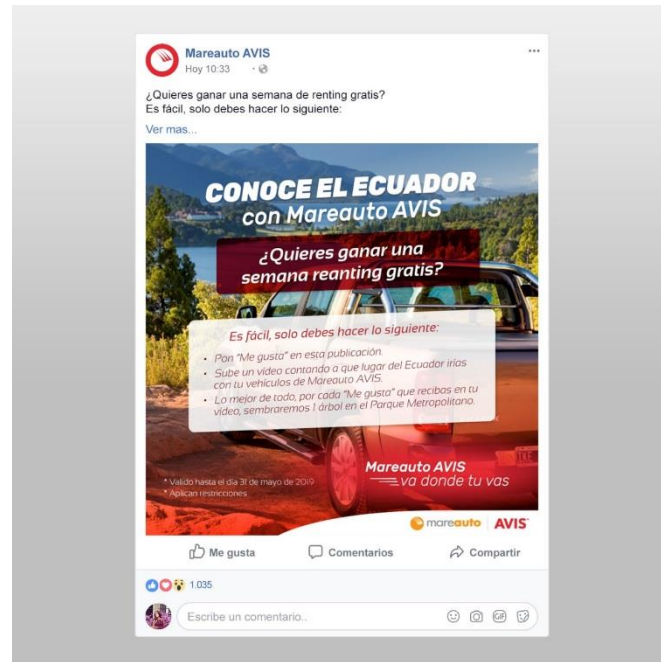 Mareauto AVIS
Hoy 10:33
¿Quieres ganar una semana de renting gratis?
Es fácil, solo debes hacer lo siguiente:
Ver mas...
CONOCE EL ECUADOR
con Mareauto AVIS
¿Quieres ganar una
semana reanting gratis?
Es fácil, solo debes hacer lo siguiente:
• Pon "Me gusta" en esta publicación.
• Sube un video contando a que lugar del Ecuador irías
con tu vehículos de Mareauto AVIS.
• Lo mejor de todo, por cada "Me gusta" que recibas en tu
video, sembraremos 1 árbol en el Parque Metropolitano.
Mareauto AVIS
va donde tu vas
* Valido hasta el día 31 de mayo de 2019
* Aplican restricciones
mareauto AVIS
Me gusta
Comentarios
Compartir
1.035
Escribe un comentario..
GIF